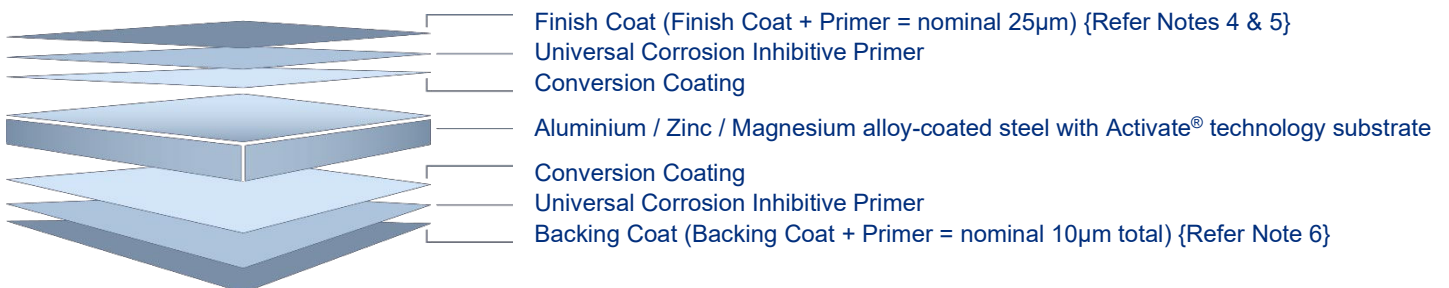 Finish Coat (Finish Coat + Primer = nominal 25µm) {Refer Notes 4 & 5}
Universal Corrosion Inhibitive Primer
Conversion Coating
Aluminium / Zinc / Magnesium alloy-coated steel with Activate® technology substrate
Conversion Coating
Universal Corrosion Inhibitive Primer
Backing Coat (Backing Coat + Primer = nominal 10µm total) {Refer Note 6}